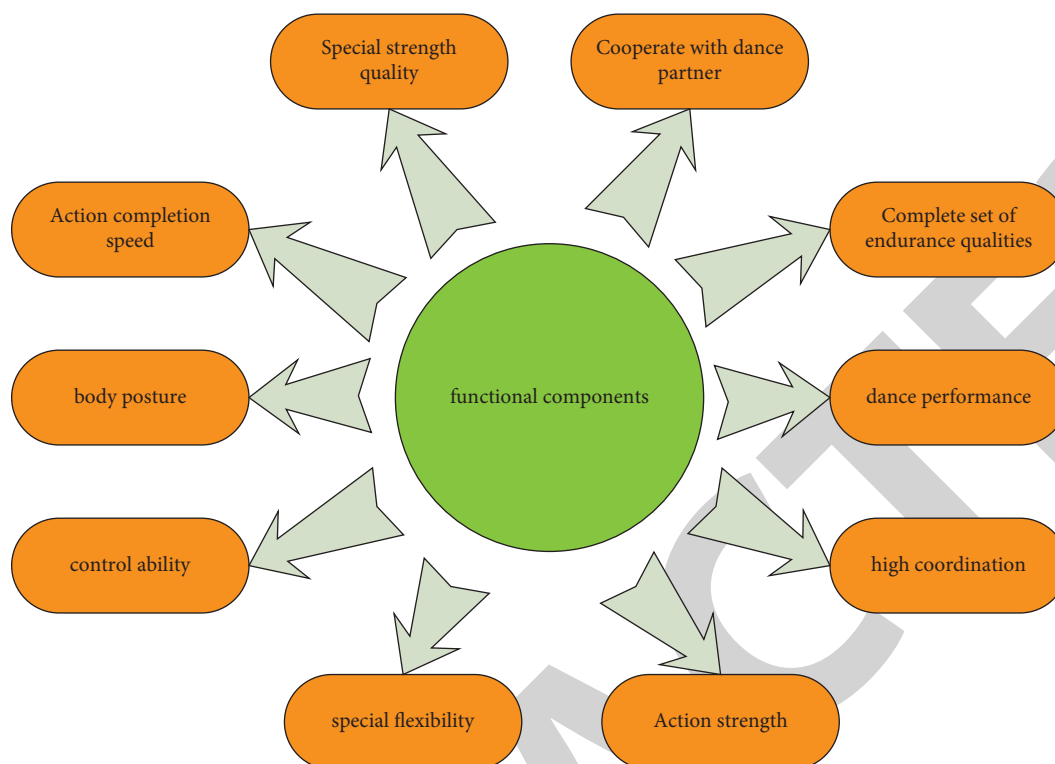 Special strength
quality
Cooperate with dance
partner
Action completion
speed
Complete set of
endurance qualities
body posture
functional components
dance performance
control ability
high coordination
special flexibility
Action strength